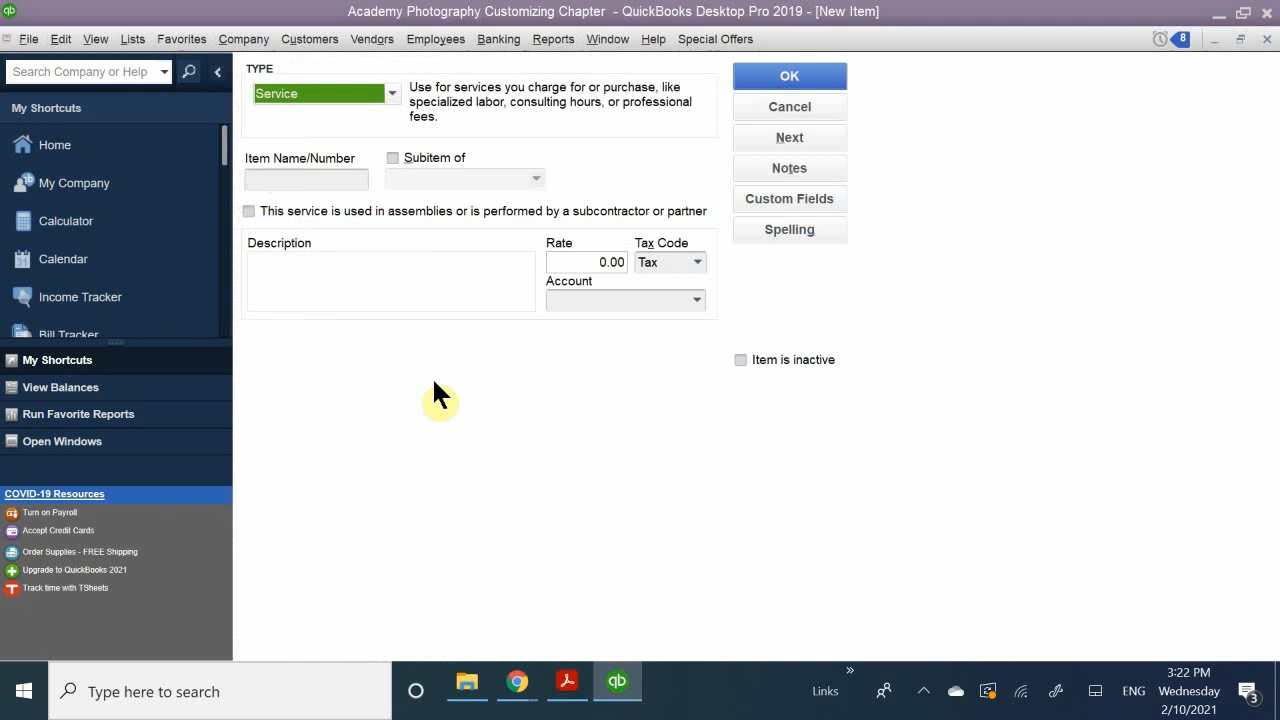 Academy Photography Customizing Chapter - QuickBooks Desktop Pro 2019 - [New Item]
File Edit View Lists Favorites Company Customers Vendors Employees Banking Reports Window Help Special Offers
8
Search Company or Help
My Shortcuts
Home
My Company
Calculator
Calendar
Income Tracker
Bill Tracker
My Shortcuts
View Balances
Run Favorite Reports
Open Windows
COVID-19 Resources
Turn on Payroll
Accept Credit Cards
Order Supplies - FREE Shipping
Upgrade to QuickBooks 2021
Track time with TSheets
TYPE
Service
Use for services you charge for or purchase, like
specialized labor, consulting hours, or professional
fees.
Item Name/Number
Subitem of
This service is used in assemblies or is performed by a subcontractor or partner
Description
Rate
Tax Code
0.00
Tax
Account
OK
Cancel
Next
Notes
Custom Fields
Spelling
Item is inactive
Type here to search
qb
Links
»
ENG
3:22 PM
Wednesday
2/10/2021
3